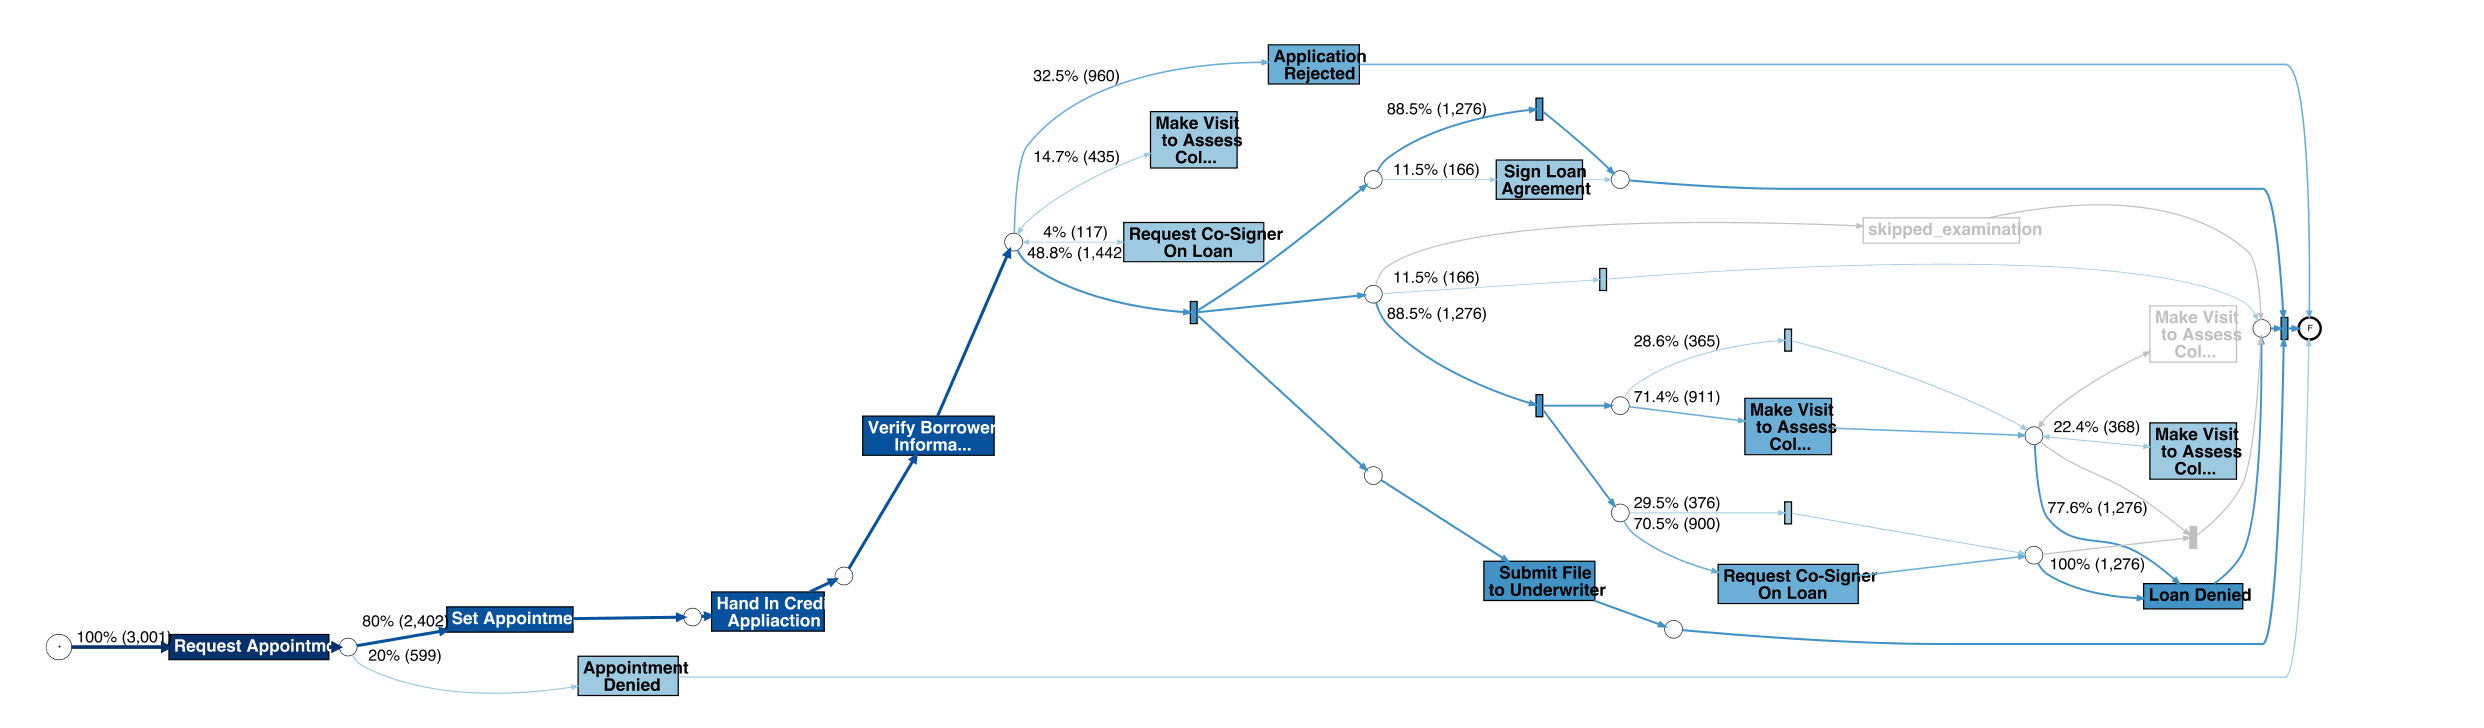 32.5% (960)
Application
Rejected
14.7% (435)
Make Visit
to Assess
Col...
4% (117)
48.8% (1,442
Request Co-Signer
On Loan
88.5% (1,276)
11.5% (166)
Sign Loan
Agreement
skipped_examination
11.5% (166)
88.5% (1,276)
28.6% (365)
71.4% (911)
Make Visit
to Assess
Col...
Make Visit
to Assess
Col...
F
22.4% (368)
Make Visit
to Assess
Col...
Verify Borrower
Informa...
29.5% (376)
70.5% (900)
Request Co-Signer
On Loan
77.6% (1,276)
100% (1,276)
Loan Denied
Submit File
to Underwriter
100% (3,001)
Request Appointm
80% (2,402)
20% (599)
Set Appointme
Hand In Credi
Appliaction
Appointment
Denied